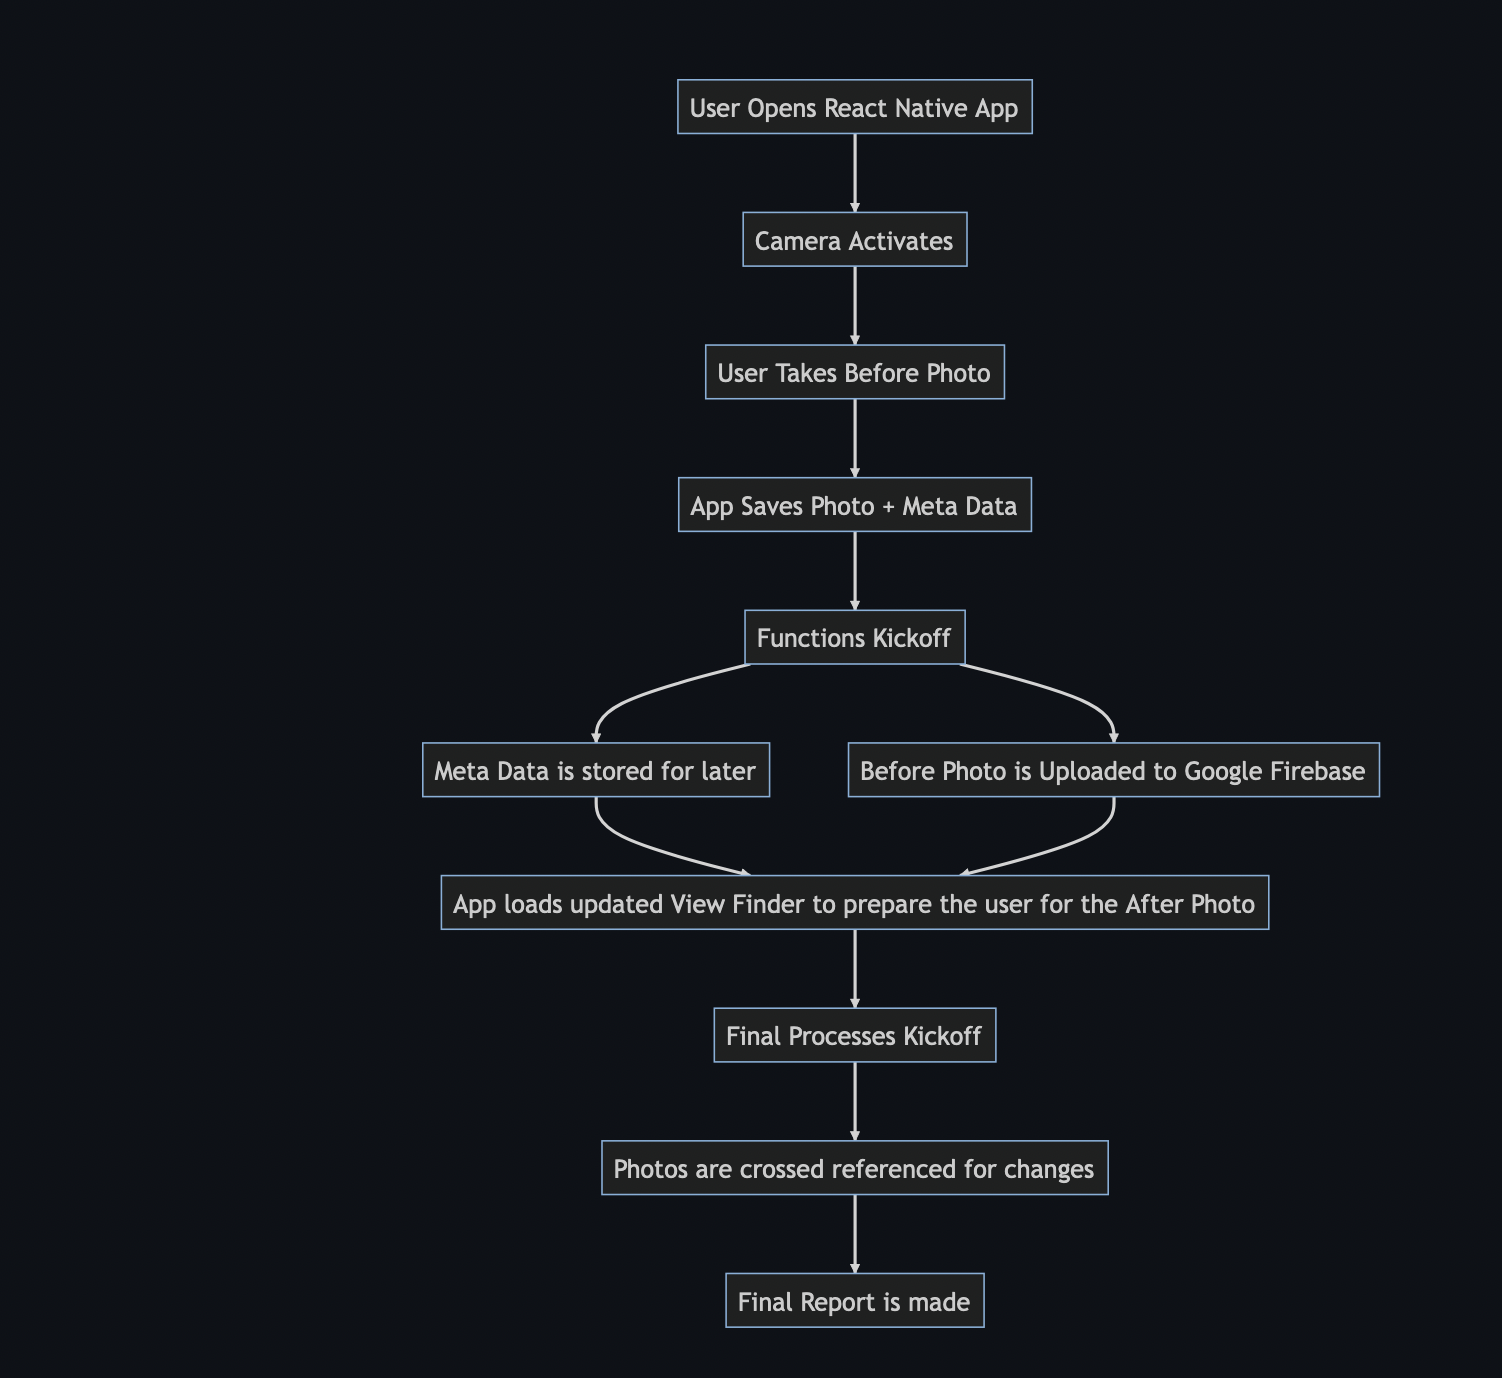 User Opens React Native App
Camera Activates
User Takes Before Photo
App Saves Photo + Meta Data
Functions Kickoff
Meta Data is stored for later
Before Photo is Uploaded to Google Firebase
App loads updated View Finder to prepare the user for the After Photo
Final Processes Kickoff
Photos are crossed referenced for changes
Final Report is made